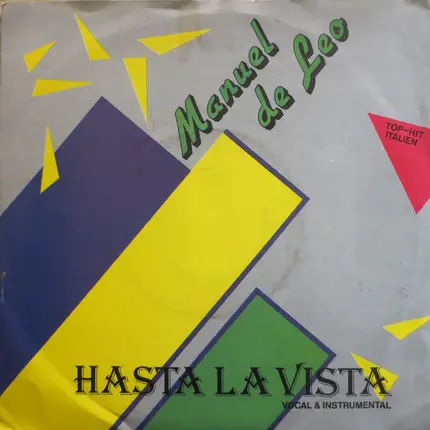 Manuel
de Leo
TOP-HIT
ITALIEN
HASTA LA VISTA
VOCAL & INSTRUMENTAL